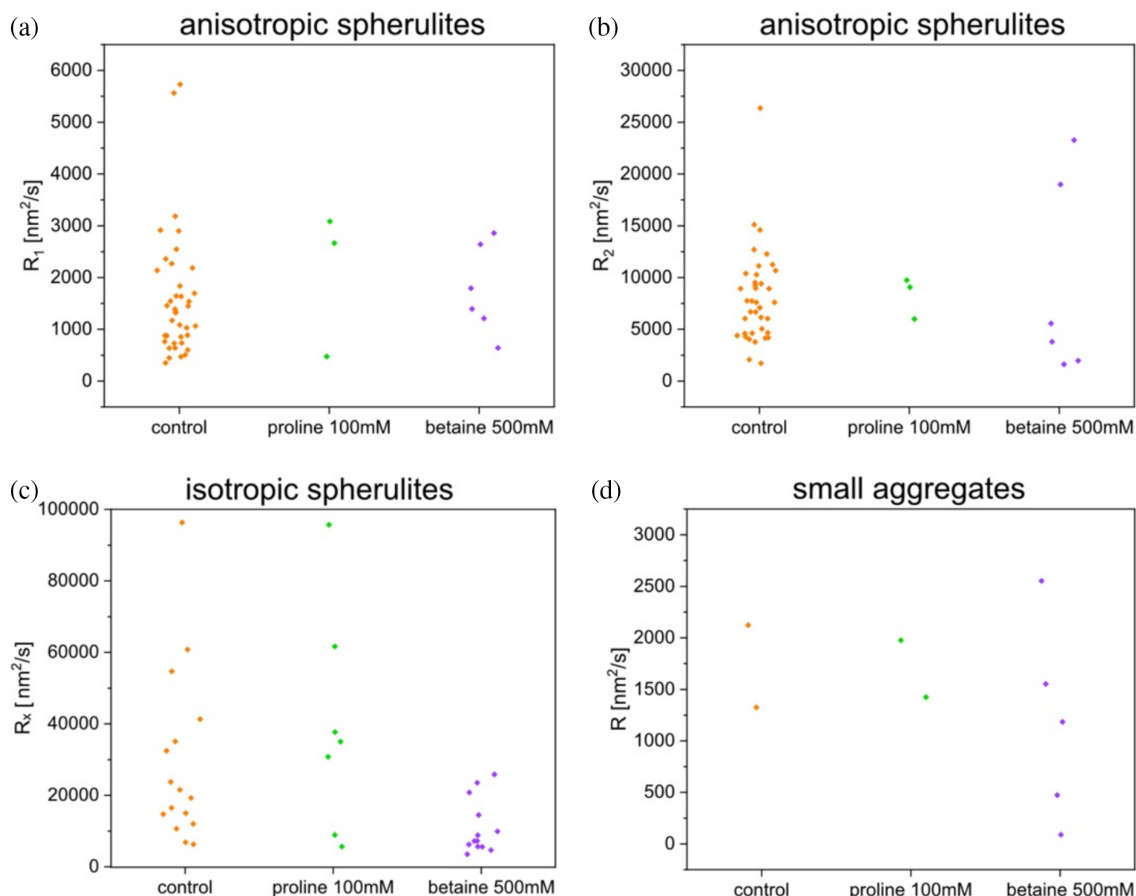 (a)
anisotropic spherulites
6000
5000
4000
3000
2000
1000
0
R₁ [nm²/s]
control
proline 100mM
betaine 500mM
(b)
anisotropic spherulites
30000
25000
20000
15000
10000
5000
0
R₂ [nm²/s]
control
proline 100mM
betaine 500mM
(c)
isotropic spherulites
100000
80000
60000
40000
20000
0
Rₓ [ nm²/s]
control
proline 100mM
betaine 500mM
(d)
small aggregates
3000
2500
2000
1500
1000
500
0
R [nm²/s]
control
proline 100mM
betaine 500mM